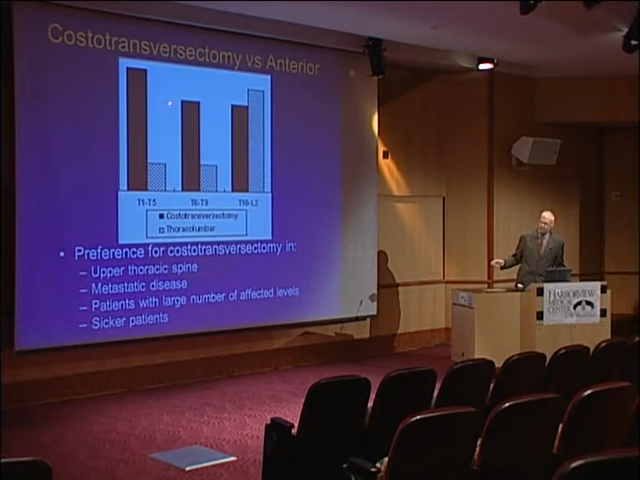 Costotransversectomy vs Anterior
T1-T5 T6-T9 T10-L2
Costotransversectomy
Thoracolumbar
• Preference for costotransversectomy in:
– Upper thoracic spine
– Metastatic disease
– Patients with large number of affected levels
– Sicker patients
HARBORVIEW
MEDICAL
CENTER